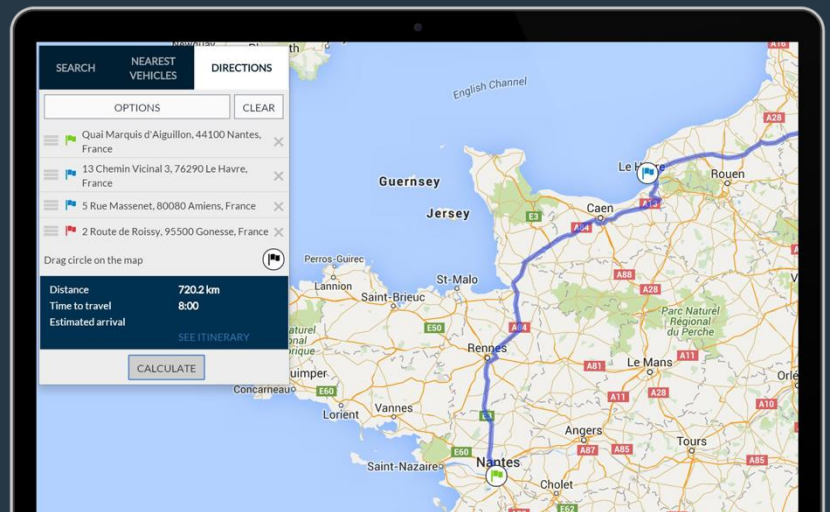 SEARCH
NEAREST
VEHICLES
DIRECTIONS
OPTIONS
CLEAR
Quai Marquis d'Aiguillon, 44100 Nantes,
France
13 Chemin Vicinal 3, 76290 Le Havre,
France
5 Rue Massenet, 80080 Amiens, France
2 Route de Roissy, 95500 Gonesse, France
Drag circle on the map
Distance 720.2 km
Time to travel 8:00
Estimated arrival
SEE ITINERARY
CALCULATE
th
English Channel
A16
A28
Guernsey
Jersey
Rouen
E3
Caen
A13
A84
Perros-Guirec
Lannion
St-Malo
Saint-Brieuc
A88
A28
Parc Naturel
Régional
du Perche
E50
A84
Rennes
A81
Le Mans
A11
uimper
Concarneau
E60
Lorient
Vannes
A11
A28
A10
E3
Angers
A87
A85
Tours
A85
E60
Saint-Nazaire
Nantes
Cholet
E62